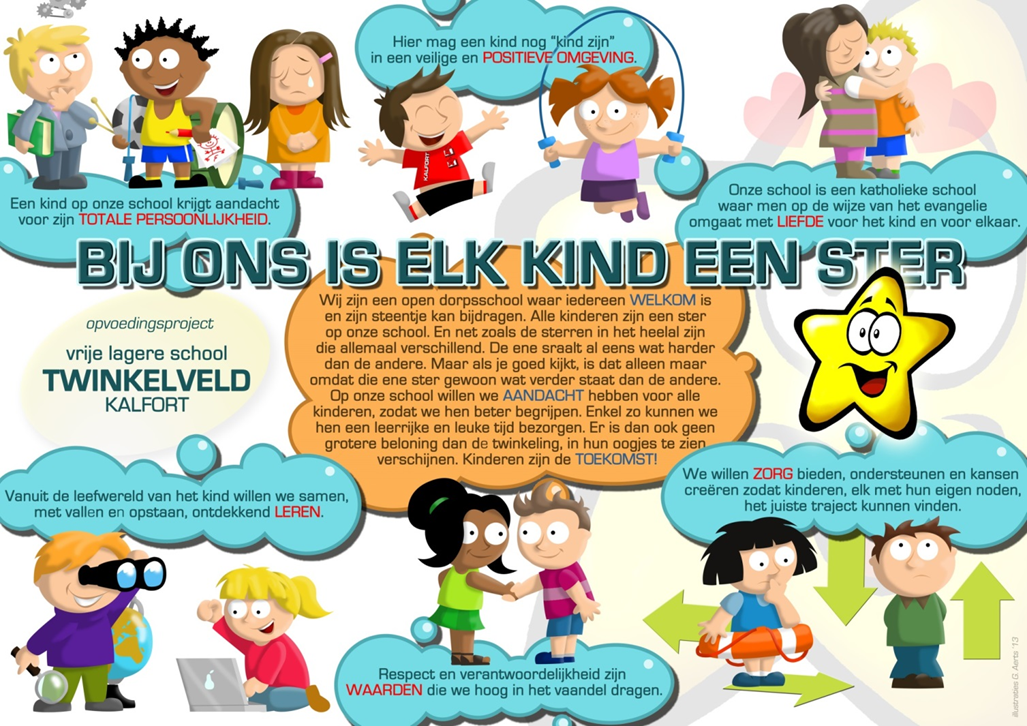 Hier mag een kind nog "kind zijn"
in een veilige en POSITIEVE OMGEVING.
Een kind op onze school krijgt aandacht
voor zijn TOTALE PERSOONLIJKHEID.
KALFORT
Onze school is een katholieke school
waar men op de wijze van het evangelie
omgaat met LIEFDE voor het kind en voor elkaar.
BIJ ONS IS ELK KIND EEN STER
opvoedingsproject
vrije lagere school
TWINKELVELD
KALFORT
Wij zijn een open dorpsschool waar iedereen WELKOM is
en zijn steentje kan bijdragen. Alle kinderen zijn een ster
op onze school. En net zoals de sterren in het heelal zijn
die allemaal verschillend. De ene sraalt al eens wat harder
dan de andere. Maar als je goed kijkt, is dat alleen maar
omdat die ene ster gewoon wat verder staat dan de andere.
Op onze school willen we AANDACHT hebben voor alle
kinderen, zodat we hen beter begrijpen. Enkel zo kunnen we
hen een leerrijke en leuke tijd bezorgen. Er is dan ook geen
grotere beloning dan de twinkeling, in hun oogjes te zien
verschijnen. Kinderen zijn de TOEKOMST!
Vanuit de leefwereld van het kind willen we samen,
met vallen en opstaan, ontdekkend LEREN.
We willen ZORG bieden, ondersteunen en kansen
creëren zodat kinderen, elk met hun eigen noden,
het juiste traject kunnen vinden.
Respect en verantwoordelijkheid zijn
WAARDEN die we hoog in het vaandel dragen.
illustraties G. Aerts '13